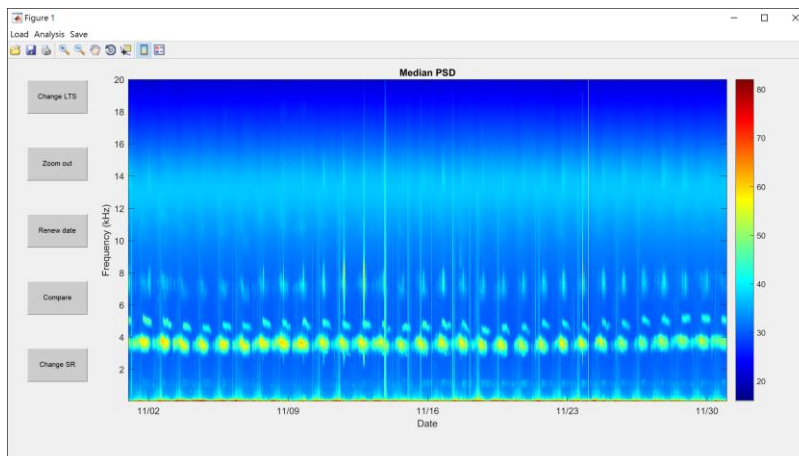 Figure 1
Load Analysis Save
Change LTS
Zoom out
Renew date
Compare
Change SR
Median PSD
Frequency (kHz)
20
18
16
14
12
10
8
6
4
2
11/02 11/09 11/16 11/23 11/30
Date
80
70
60
50
40
30
20